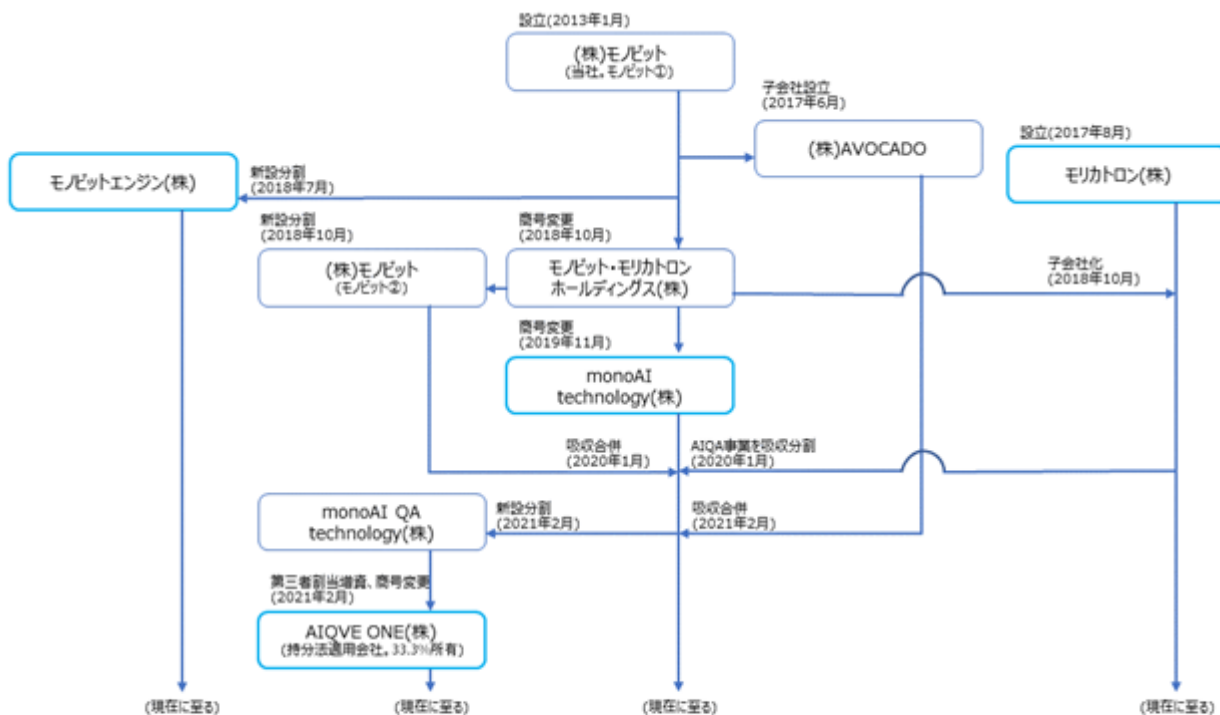 設立(2013年1月)
(株)モノビット
(当社。モノビット①)
子会社設立
(2017年6月)
(株)AVOCADO
設立(2017年8月)
モリカトロン(株)
モノビットエンジン(株)
新設分割
(2018年7月)
新設分割
(2018年10月)
商号変更
(2018年10月)
(株)モノビット
(モノビット②)
モノビット・モリカトロン
ホールディングス(株)
子会社化
(2018年10月)
商号変更
(2019年11月)
monoAI
technology(株)
吸収合併
(2020年1月)
AIQA事業を吸収分割
(2020年1月)
monoAI QA
technology(株)
新設分割
(2021年2月)
吸収合併
(2021年2月)
第三者割当増資、商号変更
(2021年2月)
AIQVE ONE(株)
(持分法適用会社。33.3%所有)
(現在に至る)
(現在に至る)
(現在に至る)
(現在に至る)